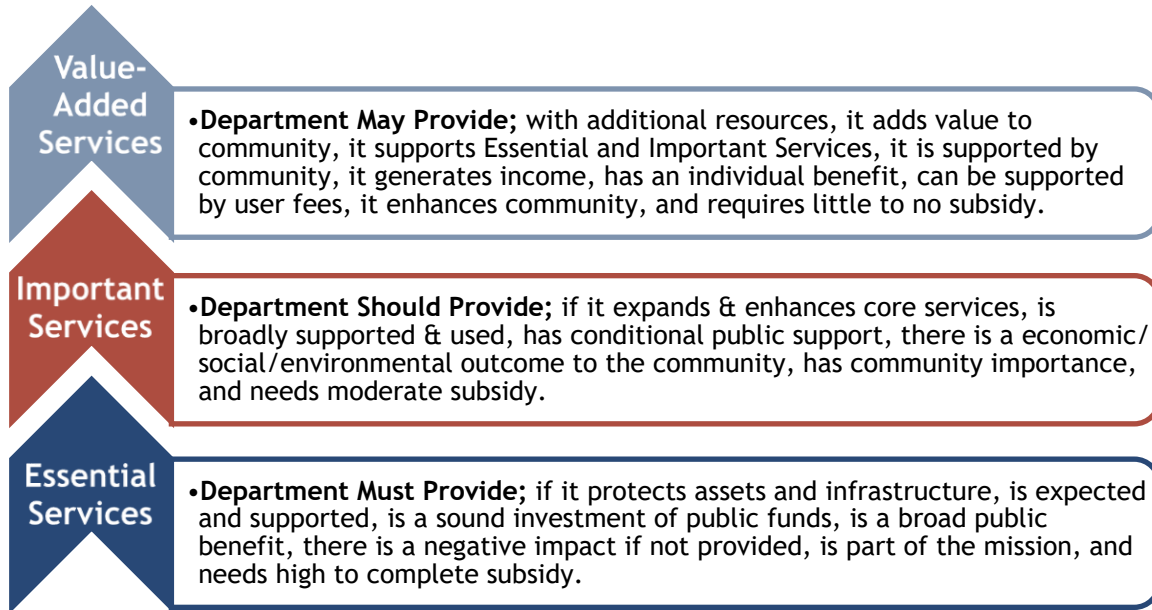 Value-
Added
Services
•Department May Provide; with additional resources, it adds value to
community, it supports Essential and Important Services, it is supported by
community, it generates income, has an individual benefit, can be supported
by user fees, it enhances community, and requires little to no subsidy.
Important
Services
•Department Should Provide; if it expands & enhances core services, is
broadly supported & used, has conditional public support, there is a economic/
social/environmental outcome to the community, has community importance,
and needs moderate subsidy.
Essential
Services
•Department Must Provide; if it protects assets and infrastructure, is expected
and supported, is a sound investment of public funds, is a broad public
benefit, there is a negative impact if not provided, is part of the mission, and
needs high to complete subsidy.